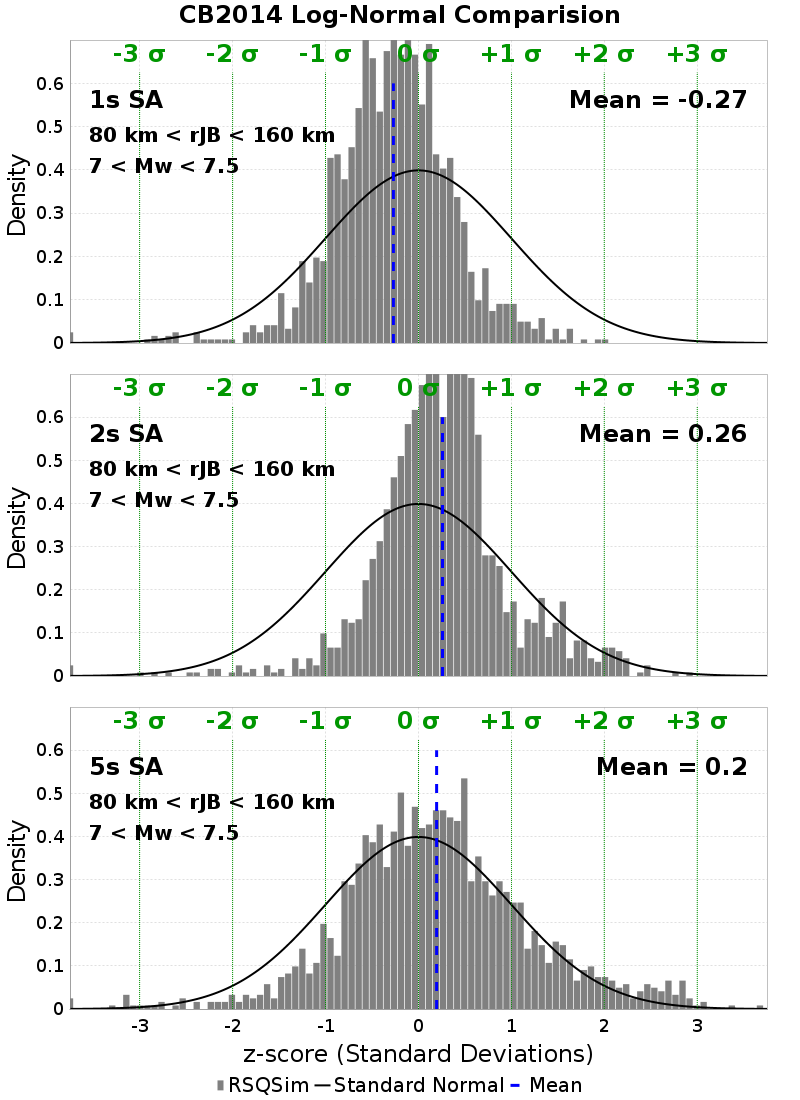 CB2014 Log-Normal Comparision
-3 σ -2 σ -1 σ 0 σ +1 σ +2 σ +3 σ
1s SA Mean = -0.27
80 km < rJB < 160 km
7 < Mw < 7.5
Density
0.6
0.5
0.4
0.3
0.2
0.1
0
-3 σ -2 σ -1 σ 0 σ +1 σ +2 σ +3 σ
2s SA Mean = 0.26
80 km < rJB < 160 km
7 < Mw < 7.5
Density
0.6
0.5
0.4
0.3
0.2
0.1
0
-3 σ -2 σ -1 σ 0 σ +1 σ +2 σ +3 σ
5s SA Mean = 0.2
80 km < rJB < 160 km
7 < Mw < 7.5
Density
0.6
0.5
0.4
0.3
0.2
0.1
0
-3 -2 -1 0 1 2 3
z-score (Standard Deviations)
RSQSim Standard Normal Mean